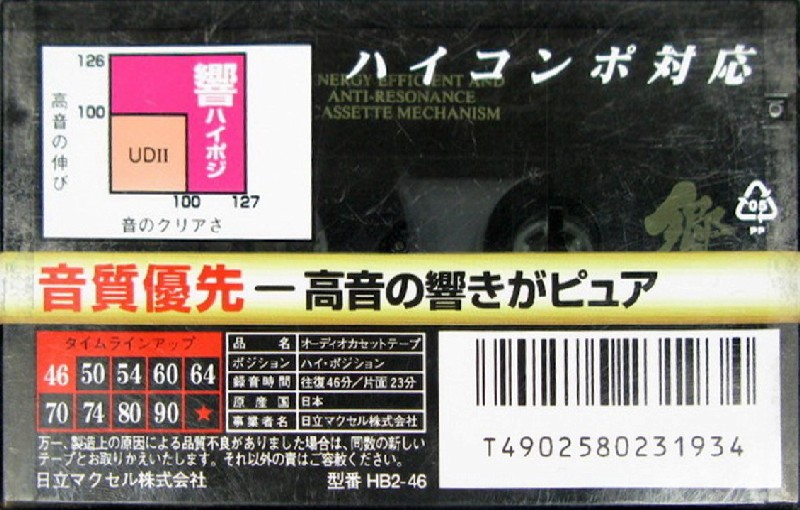 ハイコンポ対応
126
100
高音の伸び
響ハイポジ
UDII
100 127
音のクリアさ
ENERGY EFFICIENT AND
ANTI-RESONANCE
CASSETTE MECHANISM
響
05
PP
音質優先ー高音の響きがピュア
タイムラインアップ
46 50 54 60 64
70 74 80 90 ★
品名 オーディオカセットテープ
ポジション ハイ・ポジション
録音時間 往復46分/片面23分
原産国 日本
事業者名 日立マクセル株式会社
万一、製造上の原因による品質不良がありました場合は、同数の新しい
テープとお取りかえいたします。それ以外の責はご容赦ください。
日立マクセル株式会社 型番 HB2-46
T4902580231934